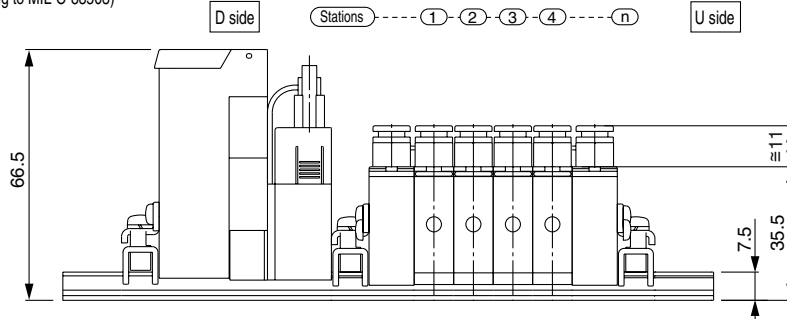 g to MIL-C-83503)
D side
Stations 1 2 3 4 n
U side
66.5
≅11
7.5
35.5